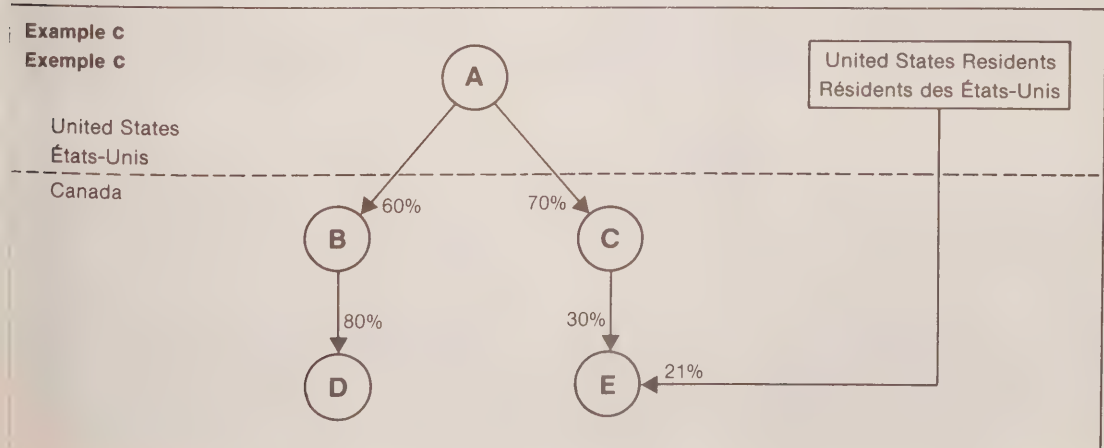 Example c
Exemple c
A
United States Residents
Résidents des États-Unis
United States
États-Unis
Canada
60%
70%
B
C
80%
30%
D
E
21%